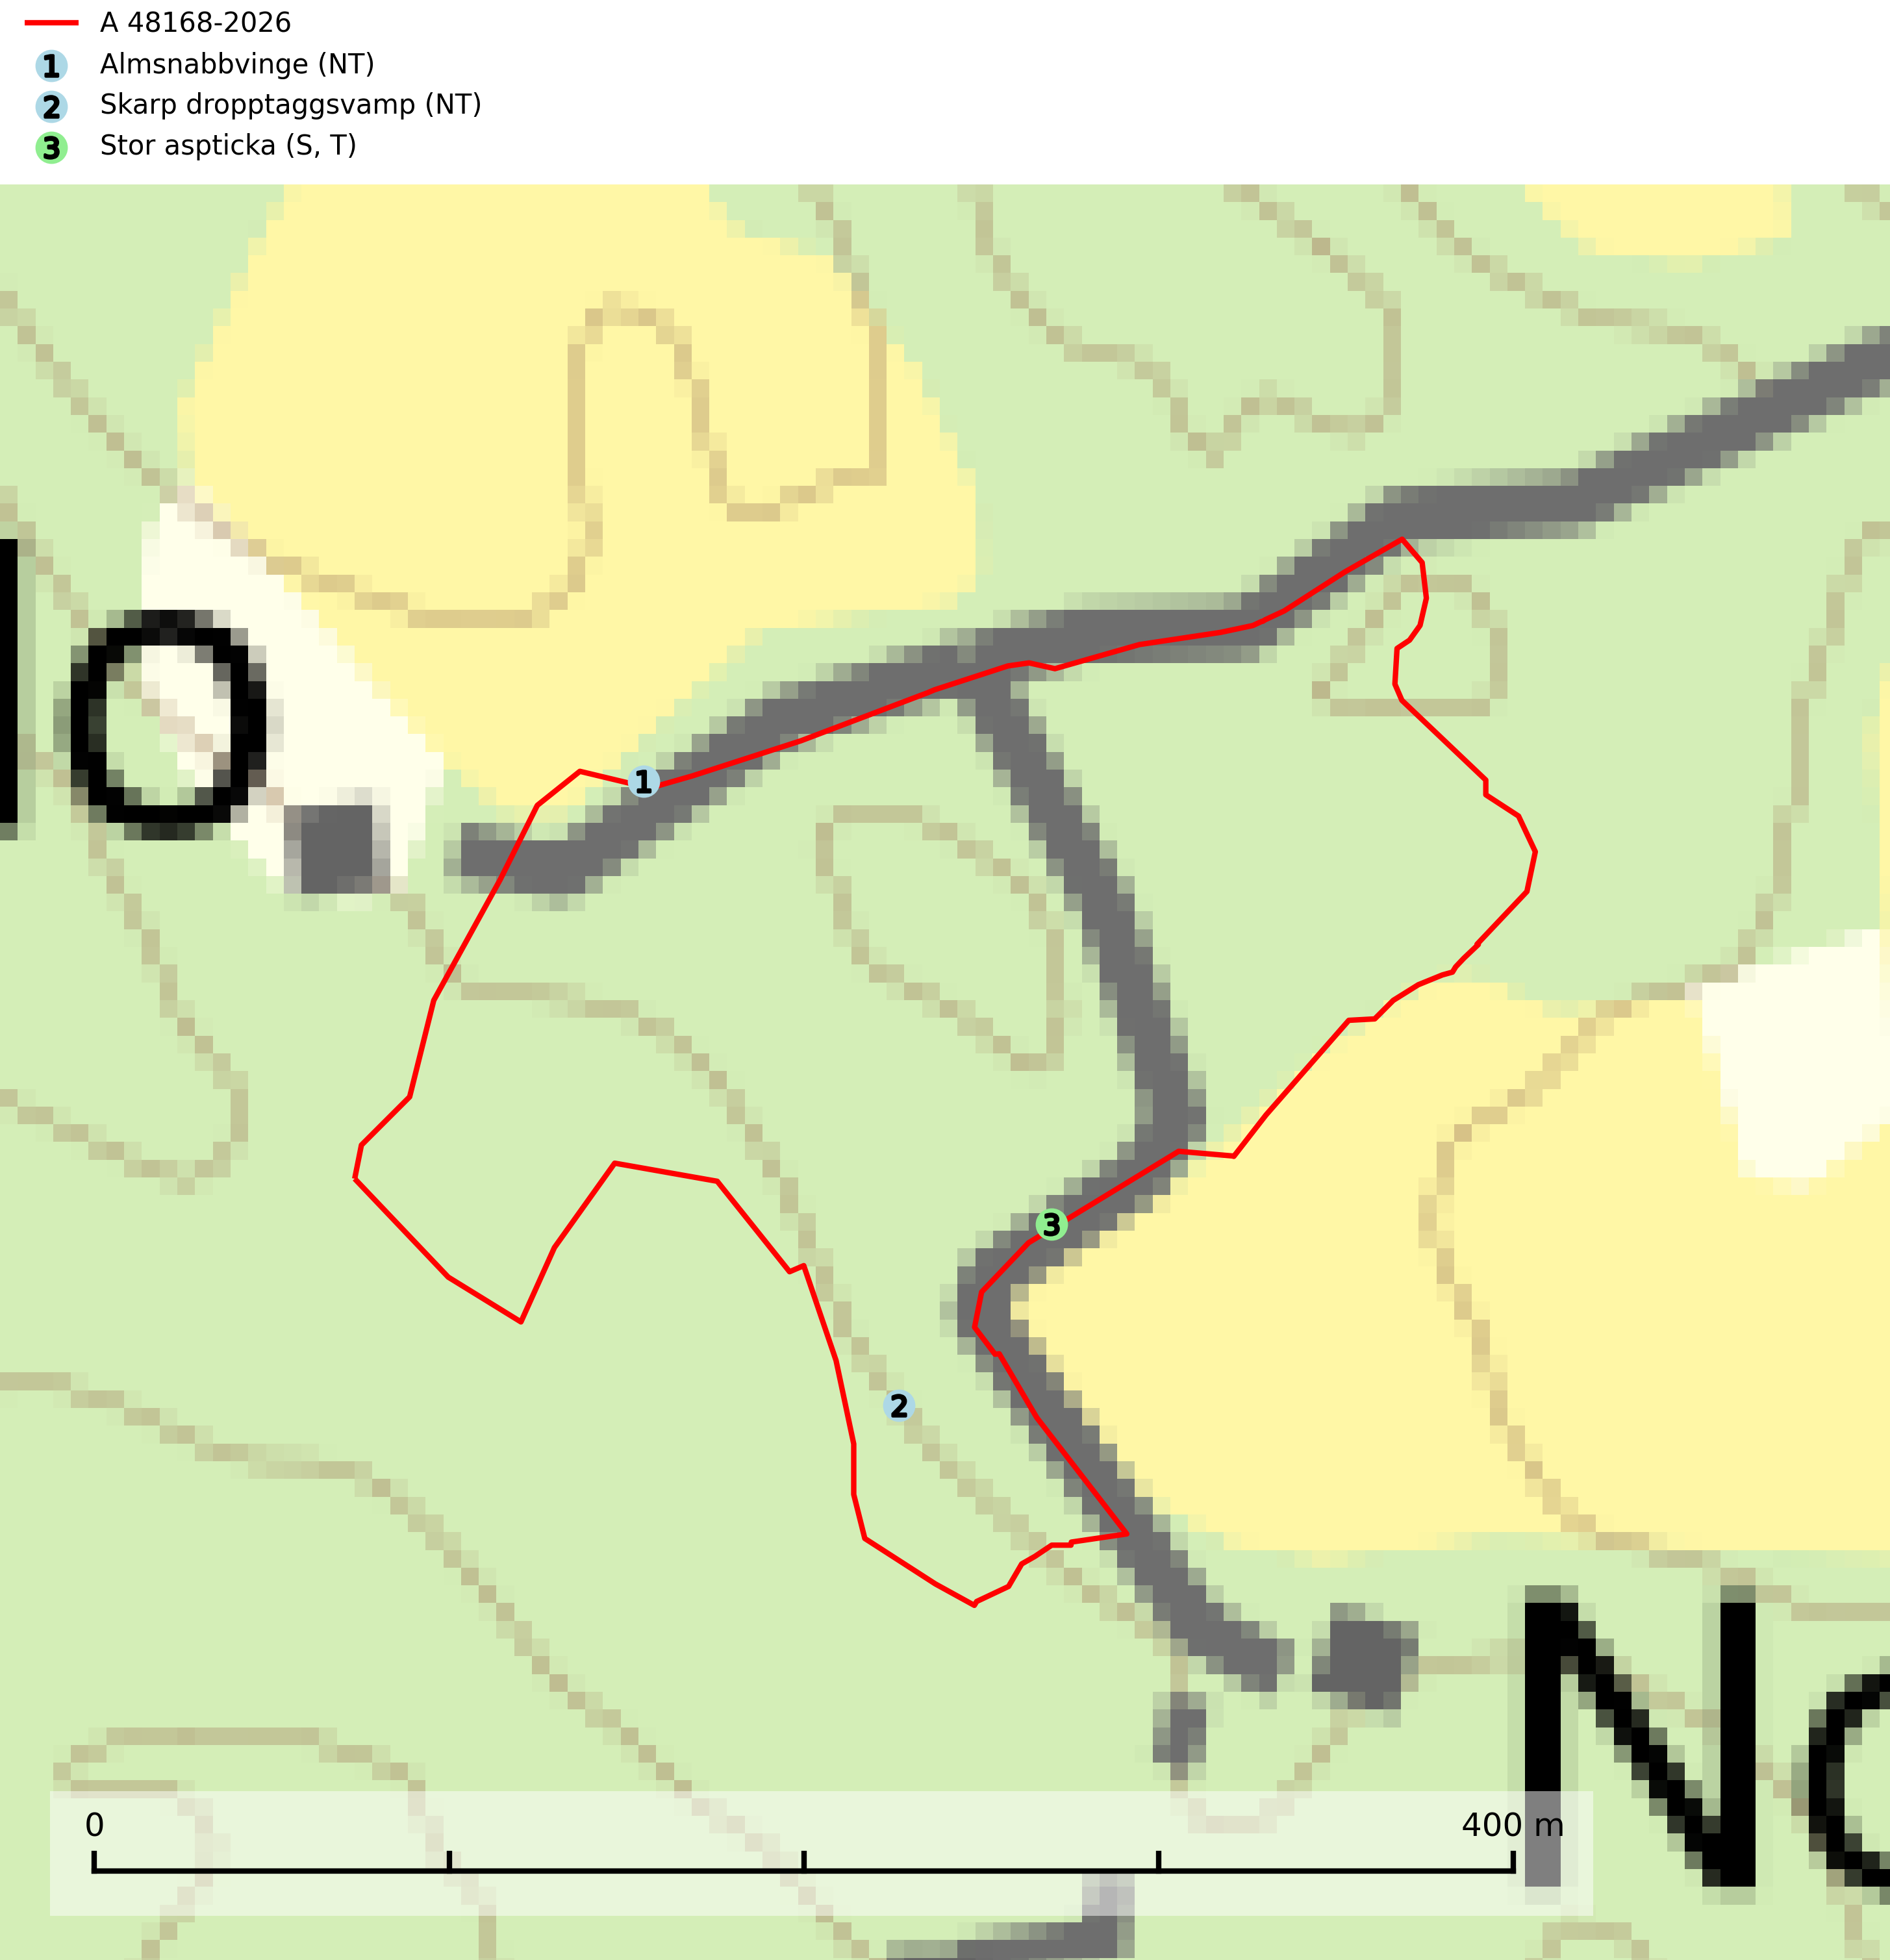 A 48168-2026
1 Almsnabbvinge (NT)
2 Skarp dropptaggsvamp (NT)
3 Stor aspticka (S, T)
1
3
2
0 400 m